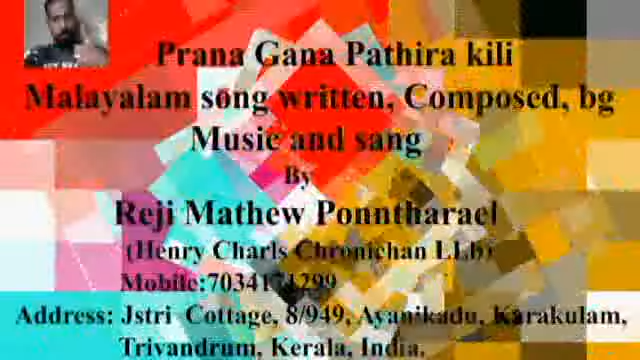 Prana Gana Pathira kili
Malayalam song written, Composed, bg
Music and sang
By
Reji Mathew Ponntharael
(Henry Charls Chronichan LLb)
Mobile:7034171299
Address: Jstri Cottage, 8/949, Ayanikadu, Karakulam,
Trivandrum, Kerala, India,